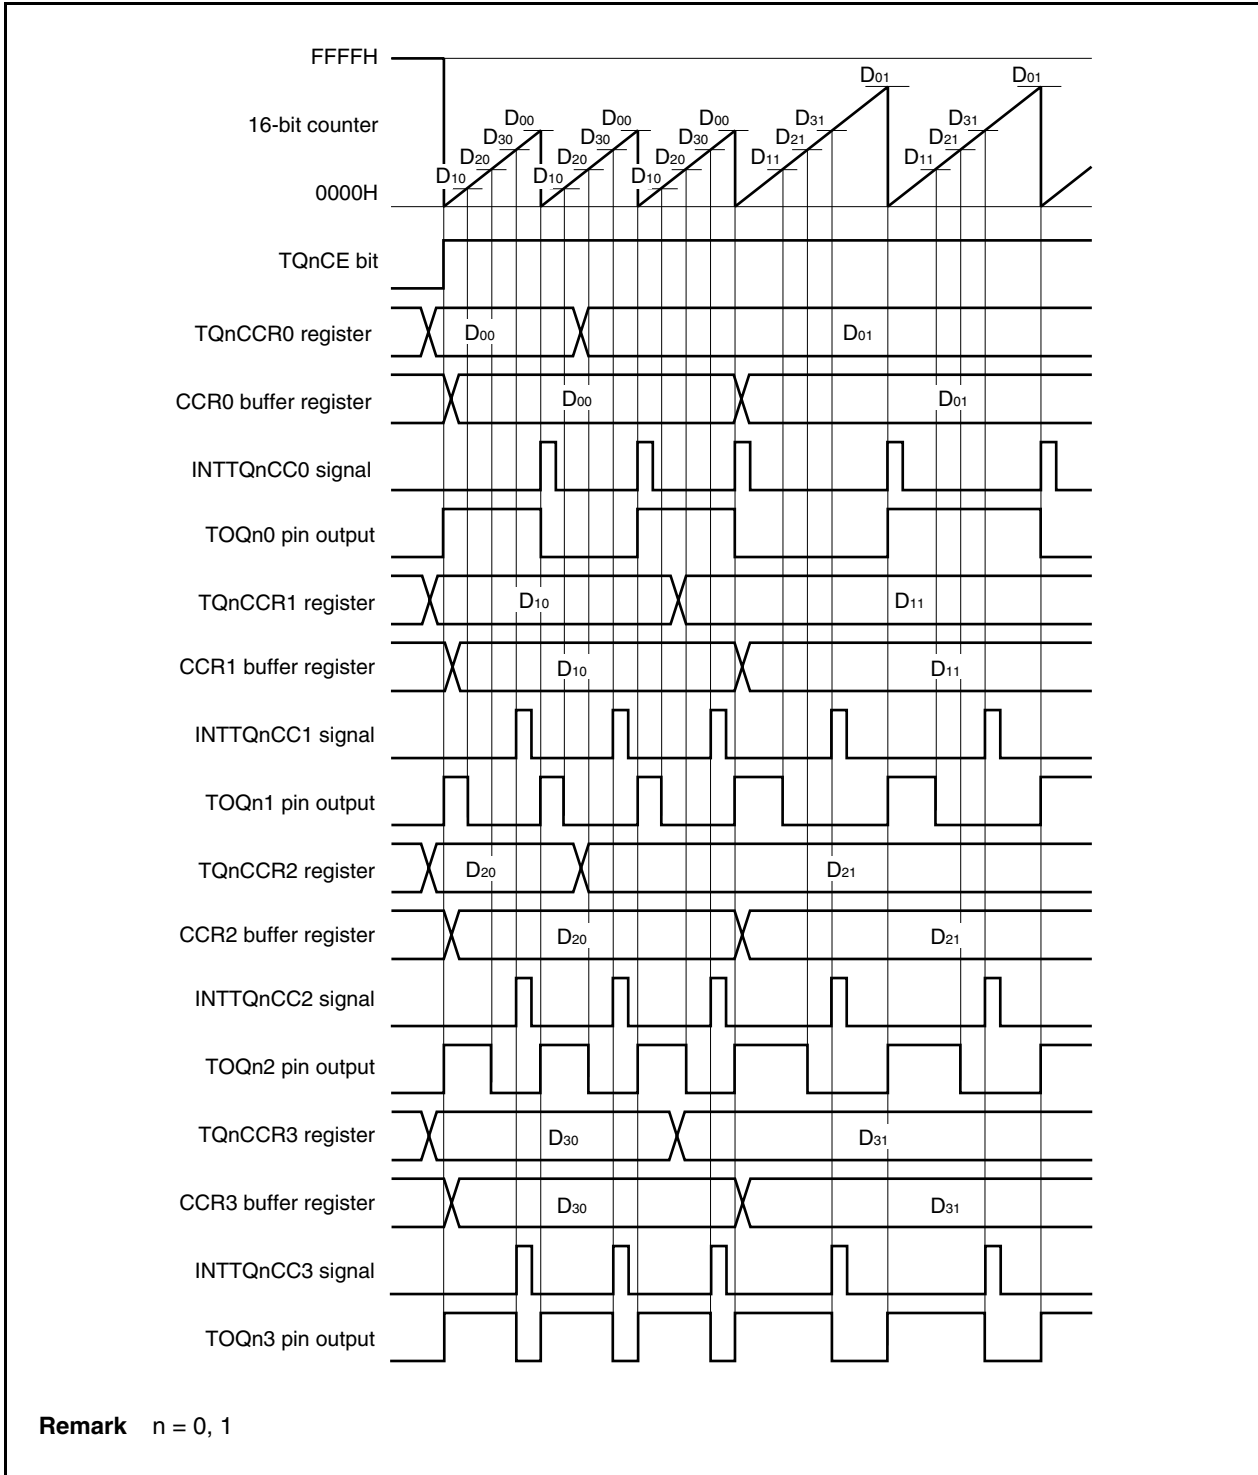 FFFFH
D01 D01
D00 D00 D00 D31 D31
16-bit counter
D30 D30 D30 D21 D21
D20 D20 D20 D11 D11
D10 D10 D10
0000H
TQnCE bit
TQnCCR0 register D00 D01
CCR0 buffer register D00 D01
INTTQnCC0 signal
TOQn0 pin output
TQnCCR1 register D10 D11
CCR1 buffer register D10 D11
INTTQnCC1 signal
TOQn1 pin output
TQnCCR2 register D20 D21
CCR2 buffer register D20 D21
INTTQnCC2 signal
TOQn2 pin output
TQnCCR3 register D30 D31
CCR3 buffer register D30 D31
INTTQnCC3 signal
TOQn3 pin output
Remark n = 0, 1